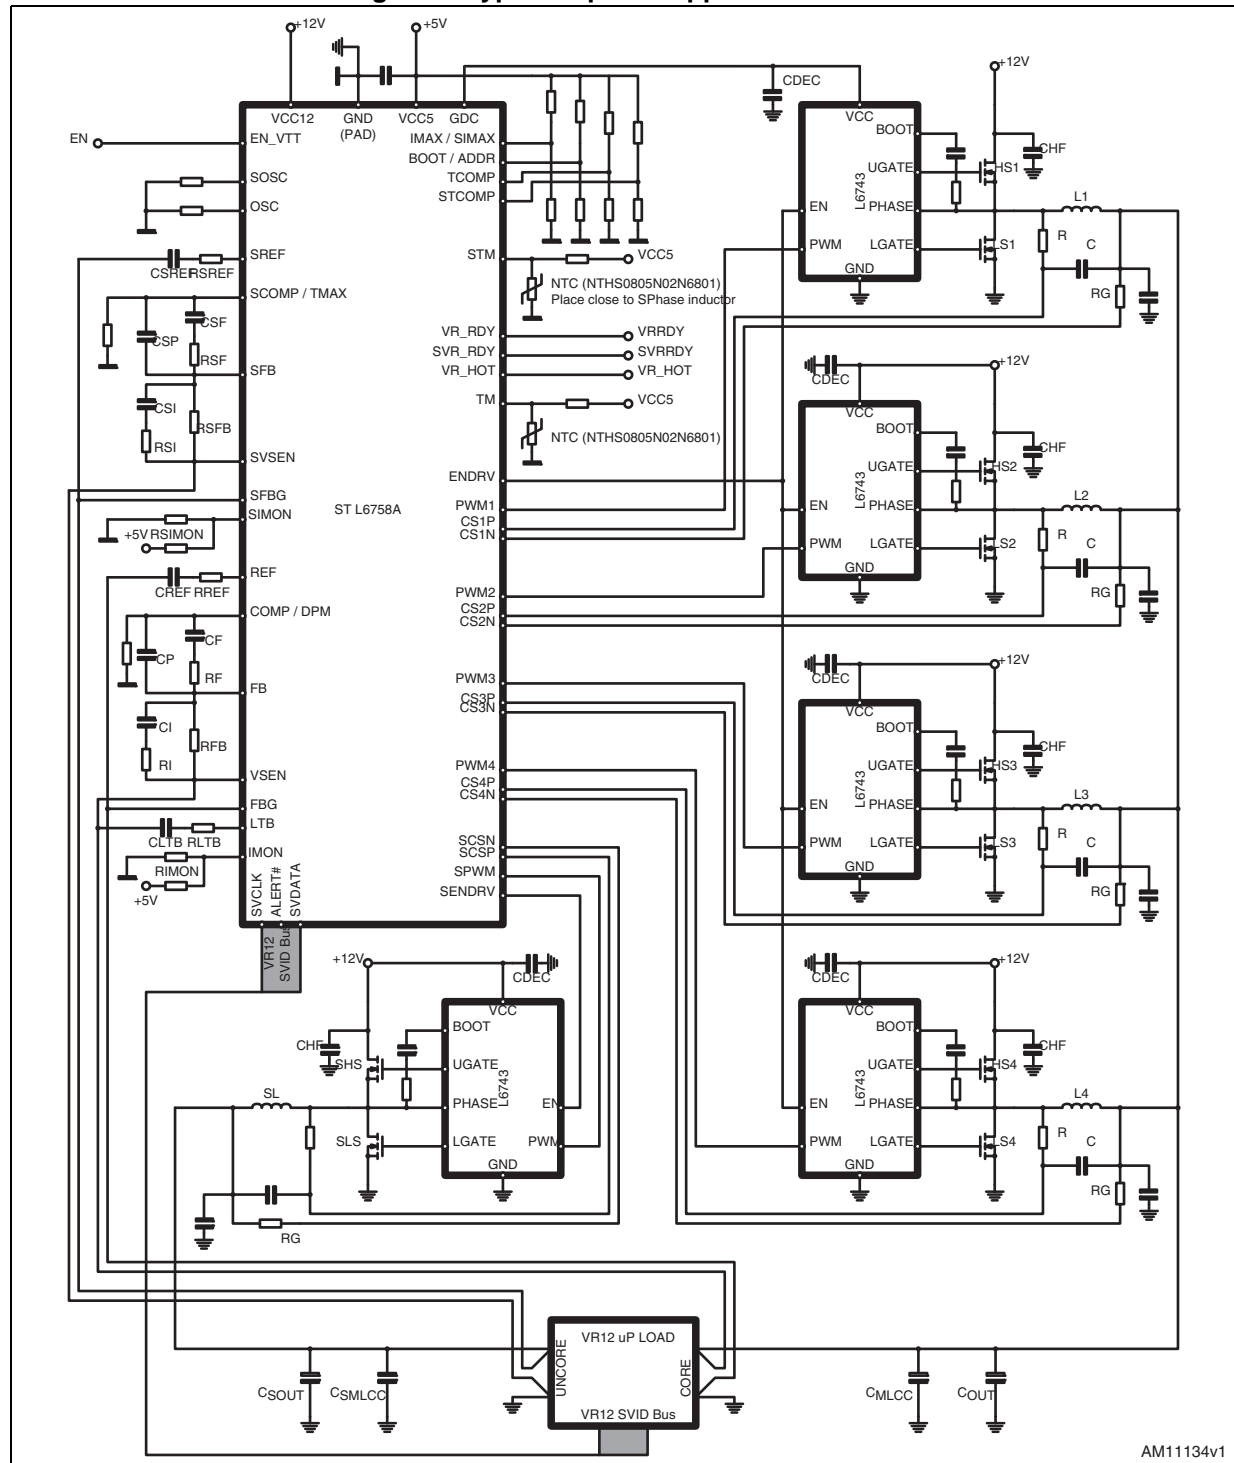 +12V
+5V
VCC12
GND
(PAD)
VCC5
GDC
EN
EN_VTT
SOSC
OSC
SREF
CSREF
RSREF
SCOMP / TMAX
CSF
CSP
RSF
SFB
CSI
RSFB
RSI
SVSEN
SFBG
SIMON
+5V
RSIMON
REF
CREF
RREF
COMP / DPM
CF
CP
RF
FB
CI
RFB
RI
VSEN
FBG
LTB
CLTB
RLTB
IMON
RIMON
+5V
SVCLK
ALERT#
SVDATA
VR12
SVID Bus
ST L6758A
IMAX / SIMAX
BOOT / ADDR
TCOMP
STCOMP
STM
VCC5
NTC (NTHS0805N02N6801)
Place close to SPhase inductor
VR_RDY
VRRDY
SVR_RDY
SVRRDY
VR_HOT
VR_HOT
TM
VCC5
NTC (NTHS0805N02N6801)
ENDRV
PWM1
CS1P
CS1N
PWM2
CS2P
CS2N
PWM3
CS3P
CS3N
PWM4
CS4P
CS4N
SCSN
SCSP
SPWM
SENDRV
CDEC
+12V
VCC
BOOT
CHF
UGATE
HS1
L6743
EN
PHASE
L1
R
C
PWM
LGATE
LS1
GND
RG
+12V
CDEC
VCC
BOOT
CHF
UGATE
HS2
L6743
EN
PHASE
L2
R
C
PWM
LGATE
LS2
GND
RG
+12V
CDEC
VCC
BOOT
CHF
UGATE
HS3
L6743
EN
PHASE
L3
R
C
PWM
LGATE
LS3
GND
RG
+12V
CDEC
VCC
BOOT
CHF
UGATE
HS4
L6743
EN
PHASE
L4
R
C
PWM
LGATE
LS4
GND
RG
+12V
CDEC
VCC
BOOT
CHF
SHS
UGATE
L6743
SL
PHASE
EN
SLS
LGATE
PWM
GND
RG
VR12 uP LOAD
UNCORE
CORE
VR12 SVID Bus
CSOUT
CSMLCC
CMLCC
COUT
AM11134v1